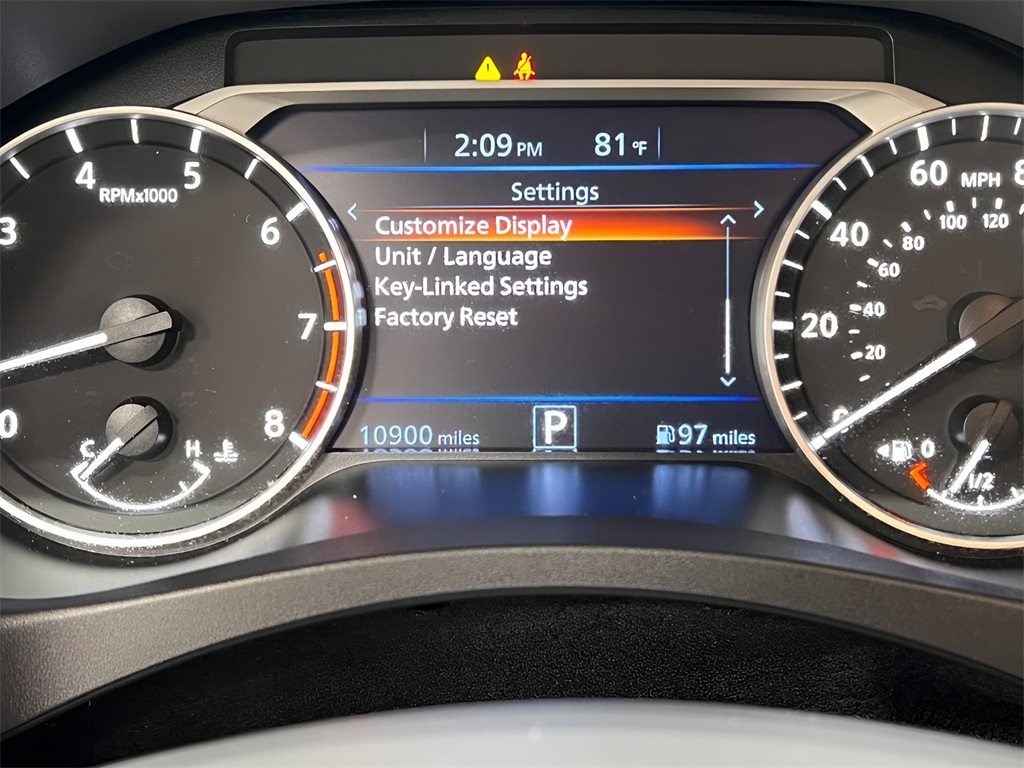 2:09 PM 81°F
Settings
Customize Display
Unit / Language
Key-Linked Settings
Factory Reset
10900 miles P 97 miles
3 4 5 6 7 8
RPMx1000
0
C H E
60 MPH 8
40
20
0
20 40 60 80 100 120
0 1/2